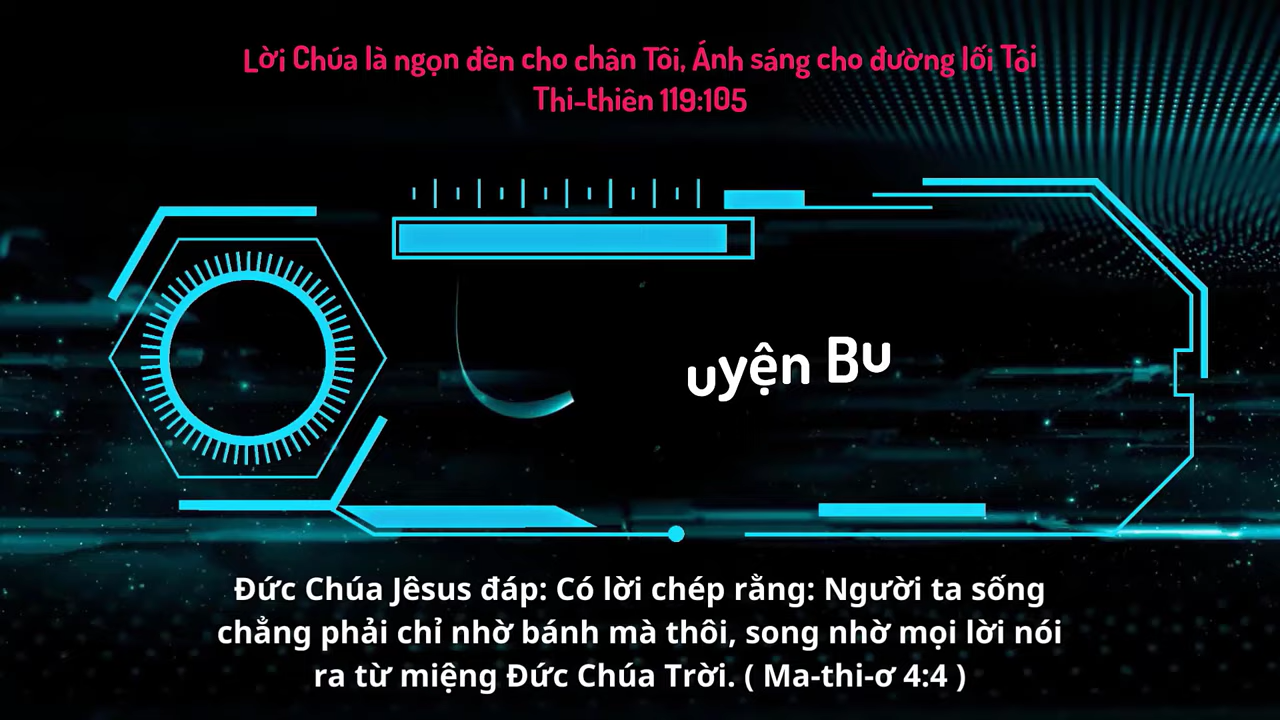 Lời Chúa là ngọn đèn cho chân Tôi, Ánh sáng cho đường lối Tôi
Thi-thiên 119:105
uyện Bu
Đức Chúa Jêsus đáp: Có lời chép rằng: Người ta sống
chẳng phải chỉ nhờ bánh mà thôi, song nhờ mọi lời nói
ra từ miệng Đức Chúa Trời. ( Ma-thi-ơ 4:4 )